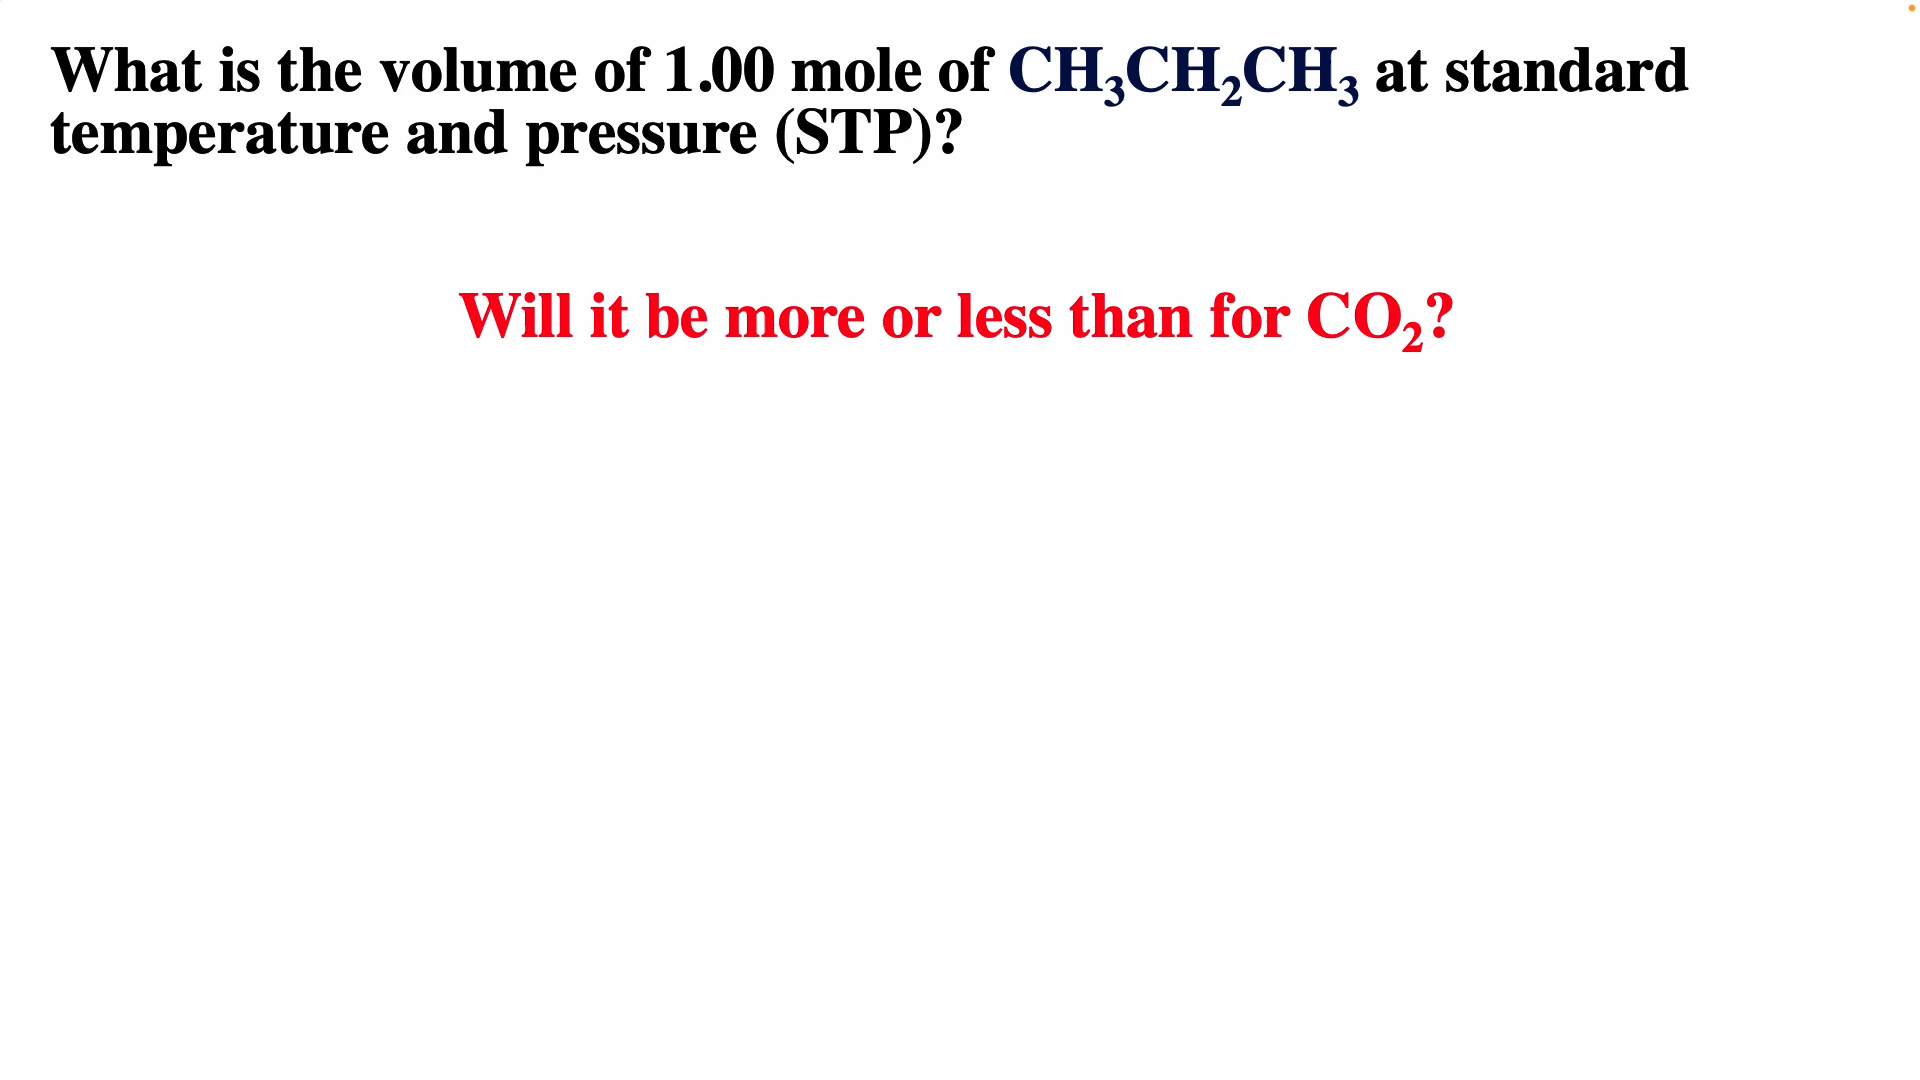 What is the volume of 1.00 mole of CH₃CH₂CH₃ at standard
temperature and pressure (STP)?
Will it be more or less than for CO₂?